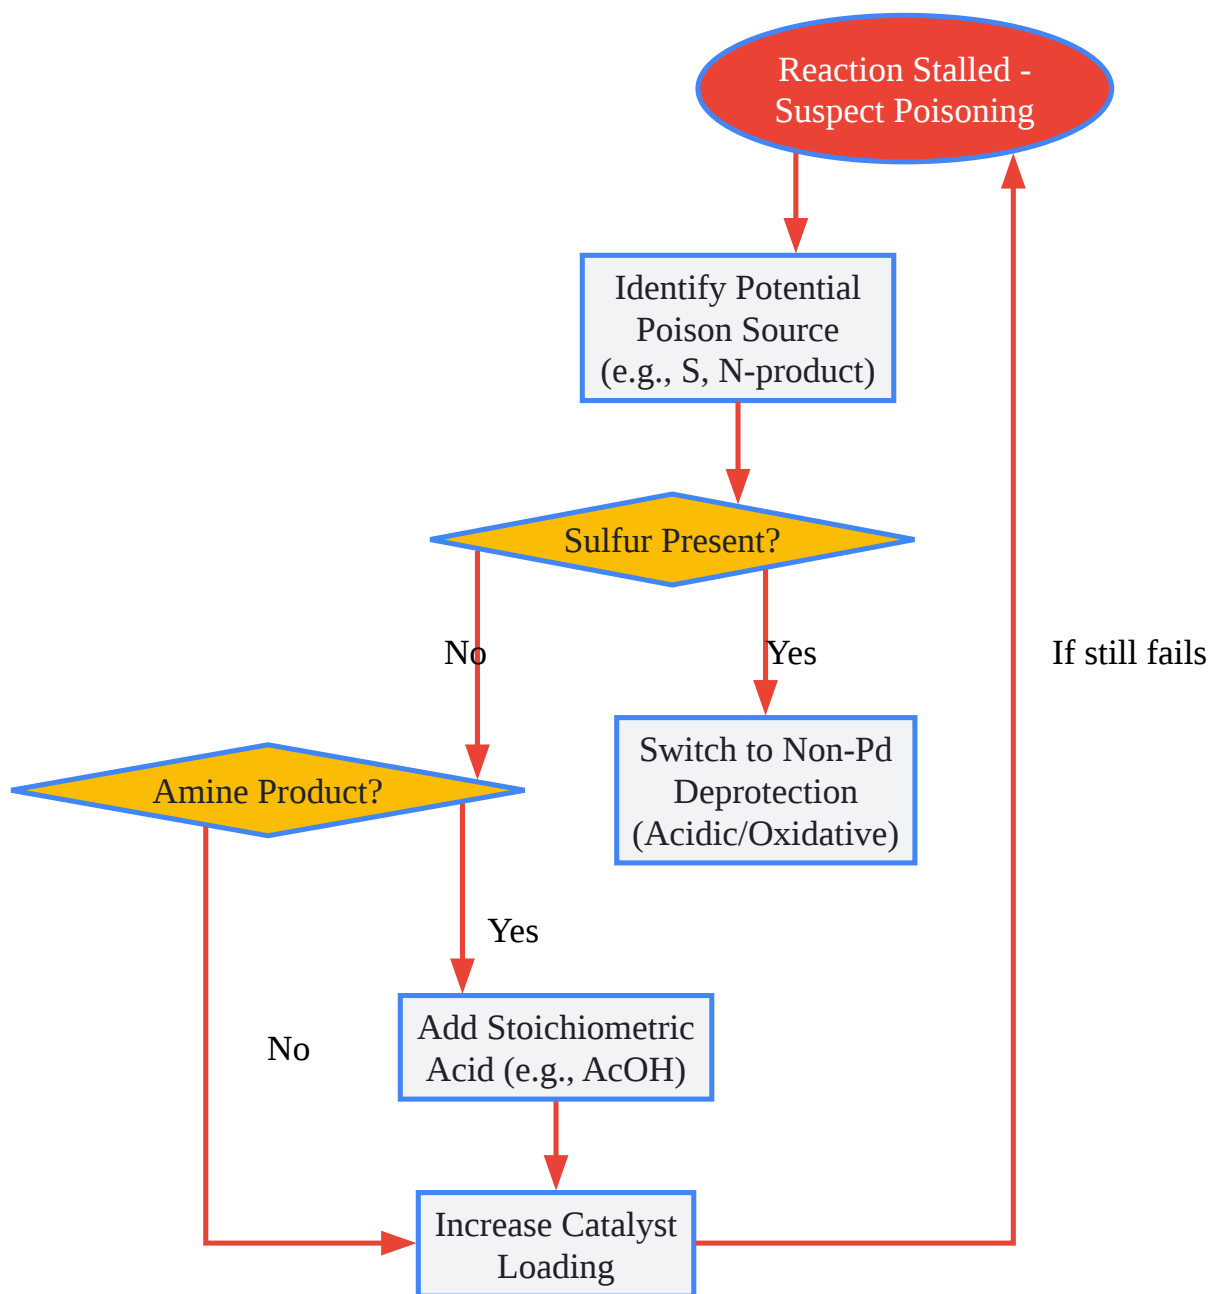 Reaction Stalled -
Suspect Poisoning
Identify Potential
Poison Source
(e.g., S, N-product)
Sulfur Present?
No
Yes
If still fails
Switch to Non-Pd
Deprotection
(Acidic/Oxidative)
Amine Product?
Yes
Add Stoichiometric
Acid (e.g., AcOH)
No
Increase Catalyst
Loading